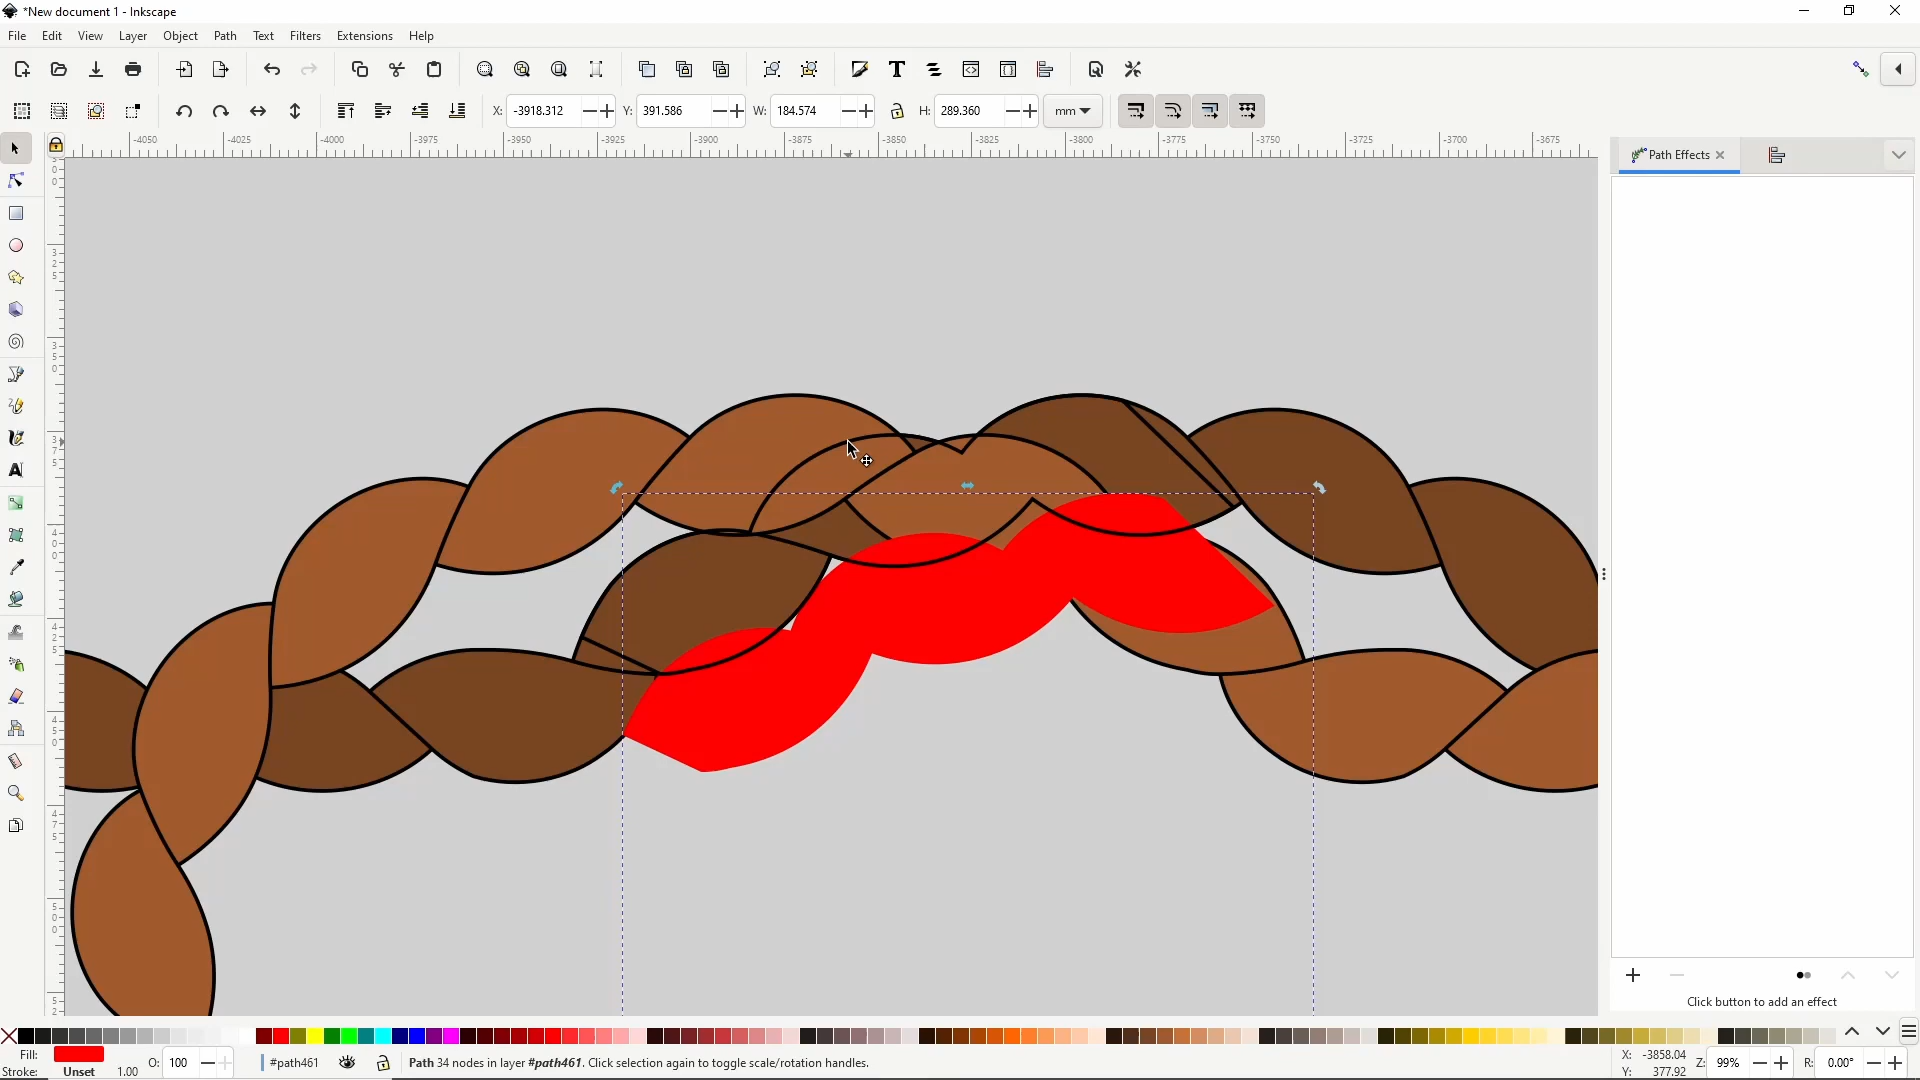 *New document 1 - Inkscape
File Edit View Layer Object Path Text Filters Extensions Help
X: -3918.312 Y: 391.586 W: 184.574 H: 289.360 mm
-4050 -4025 -4000 -3975 -3950 -3925 -3900 -3875 -3850 -3825 -3800 -3775 -3750 -3725 -3700 -3675
Path Effects
Click button to add an effect
Fill: O: 100 #path461 Path 34 nodes in layer #path461. Click selection again to toggle scale/rotation handles. X: -3858.04 Z: 99% R: 0.00°
Stroke: Unset 1.00 Y: 377.92